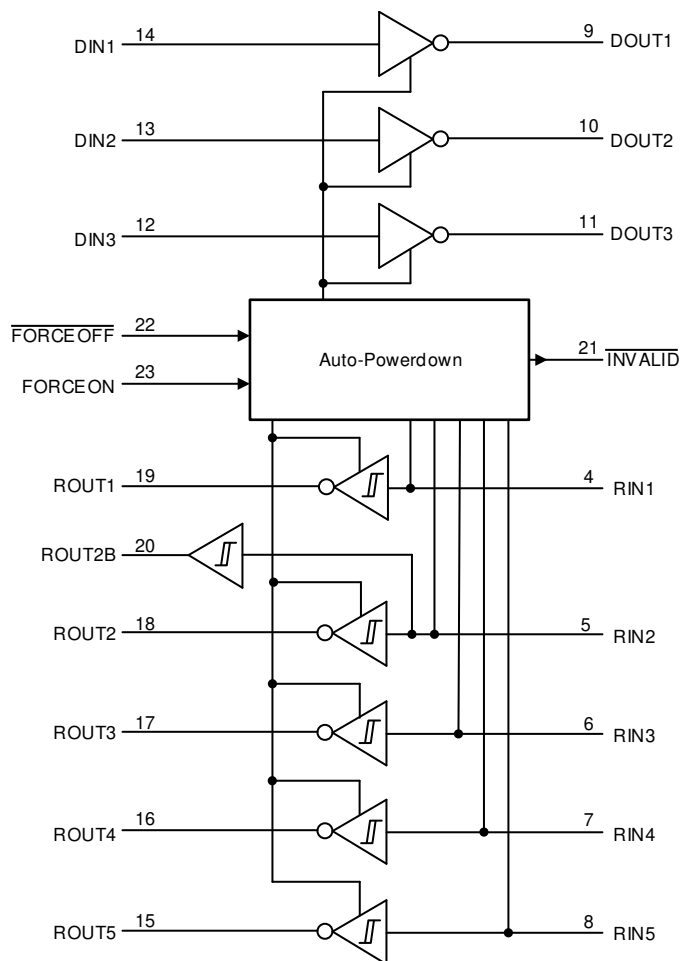 DIN1 14 9 DOUT1
DIN2 13 10 DOUT2
DIN3 12 11 DOUT3
FORCEOFF 22
Auto-Powerdown
21 INVALID
FORCEON 23
ROUT1 19 4 RIN1
ROUT2B 20
ROUT2 18 5 RIN2
ROUT3 17 6 RIN3
ROUT4 16 7 RIN4
ROUT5 15 8 RIN5